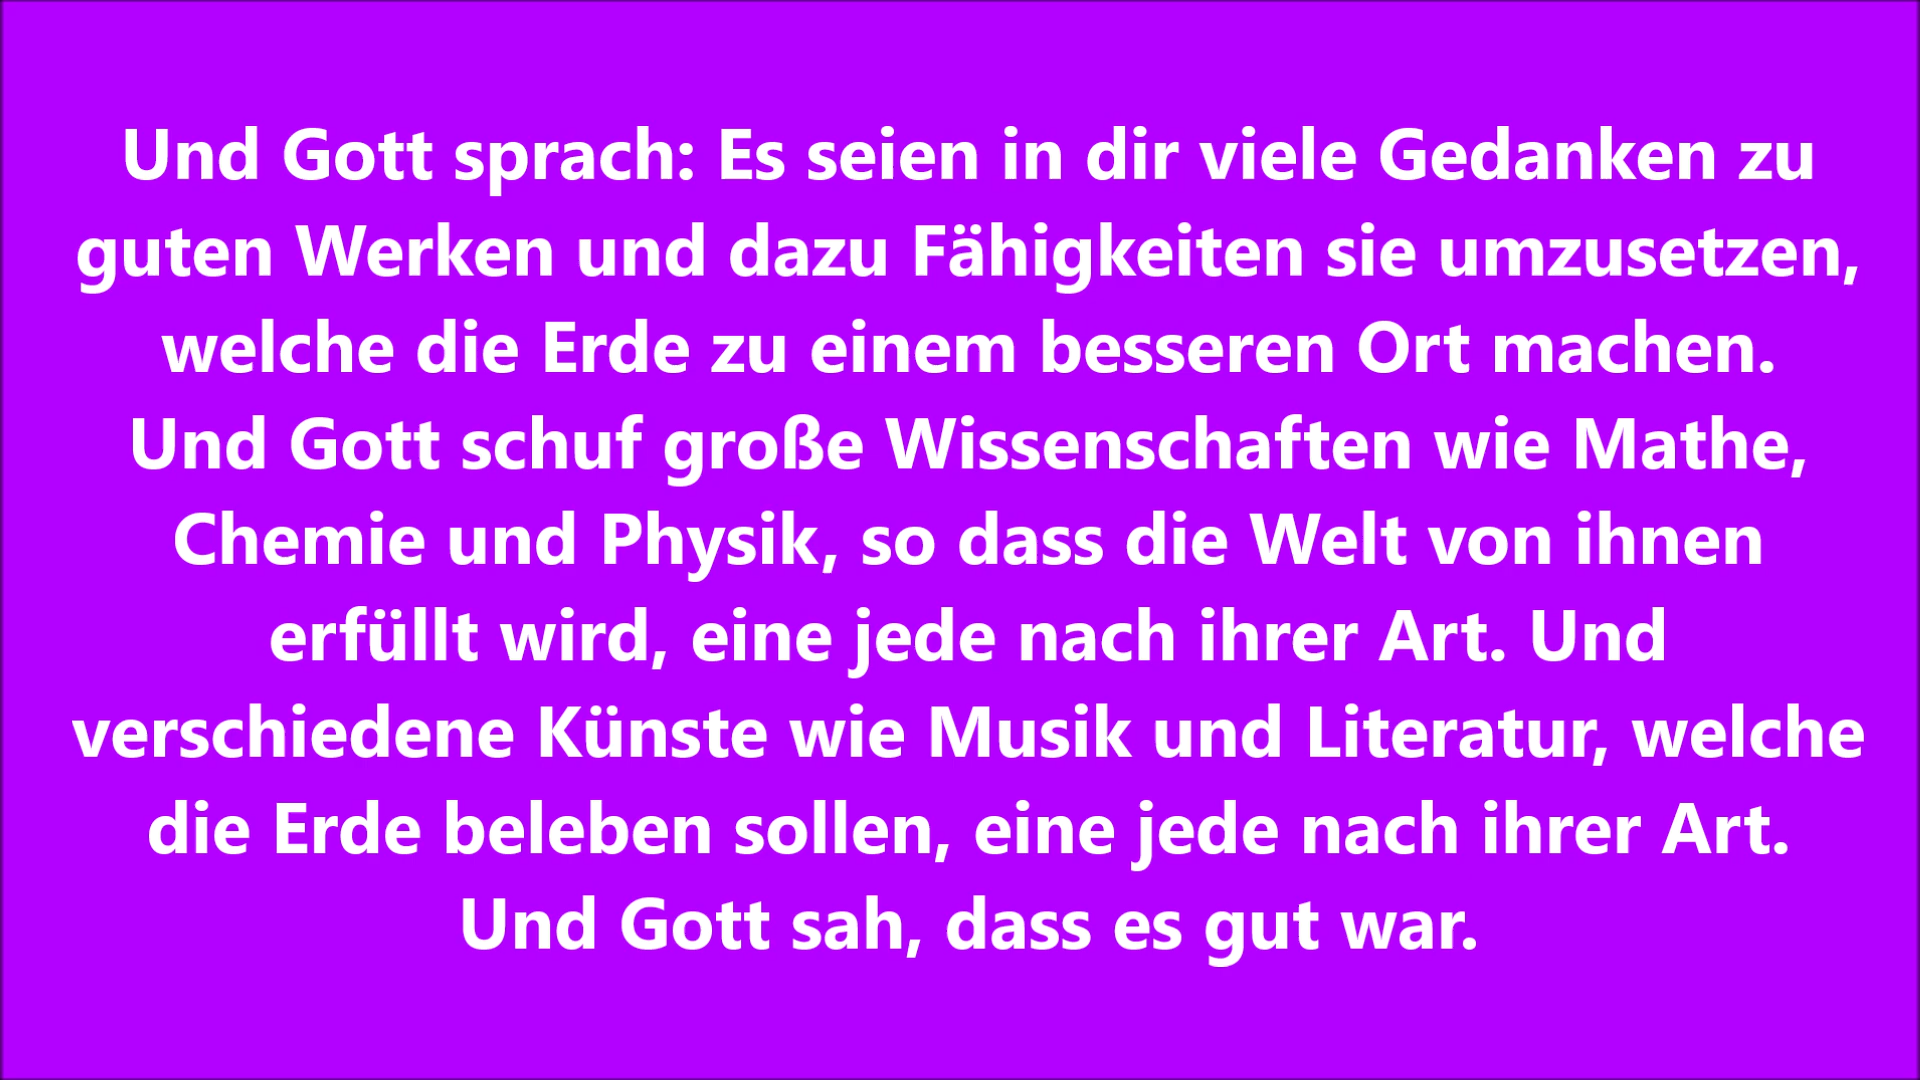 Und Gott sprach: Es seien in dir viele Gedanken zu
guten Werken und dazu Fähigkeiten sie umzusetzen,
welche die Erde zu einem besseren Ort machen.
Und Gott schuf große Wissenschaften wie Mathe,
Chemie und Physik, so dass die Welt von ihnen
erfüllt wird, eine jede nach ihrer Art. Und
verschiedene Künste wie Musik und Literatur, welche
die Erde beleben sollen, eine jede nach ihrer Art.
Und Gott sah, dass es gut war.